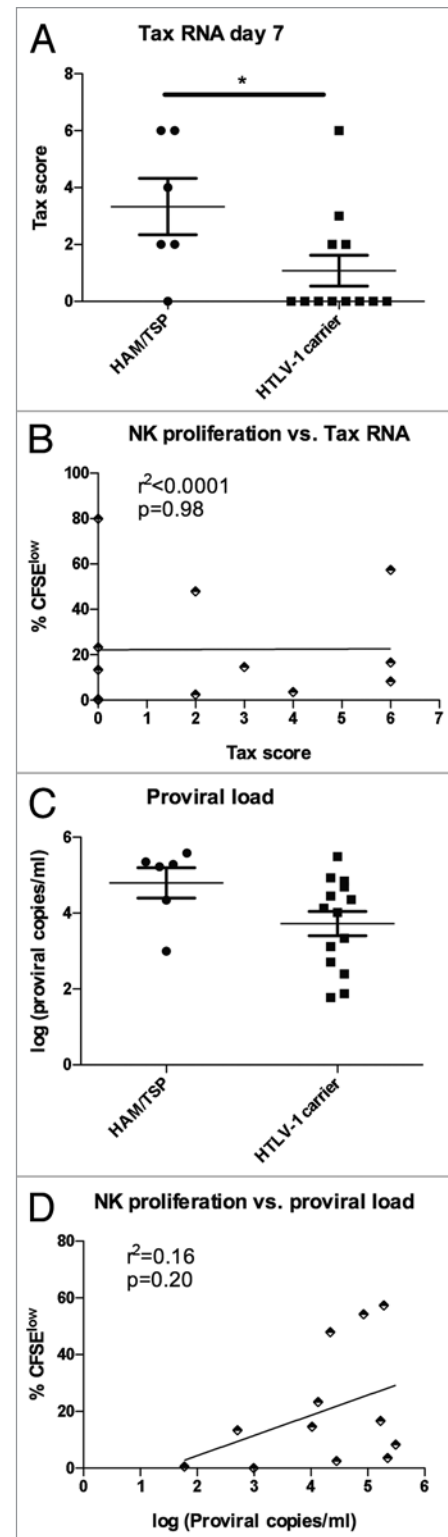 A
Tax RNA day 7
*
8
6
4
2
0
Tax score
HAM/TSP
HTLV-1 carrier
B
NK proliferation vs. Tax RNA
r²<0.0001
p=0.98
100
80
60
40
20
0
% CFSE^low
0 1 2 3 4 5 6 7
Tax score
C
Proviral load
6
4
2
0
log (proviral copies/ml)
HAM/TSP
HTLV-1 carrier
D
NK proliferation vs. proviral load
r²=0.16
p=0.20
80
60
40
20
0
% CFSE^low
0 1 2 3 4 5 6
log (Proviral copies/ml)